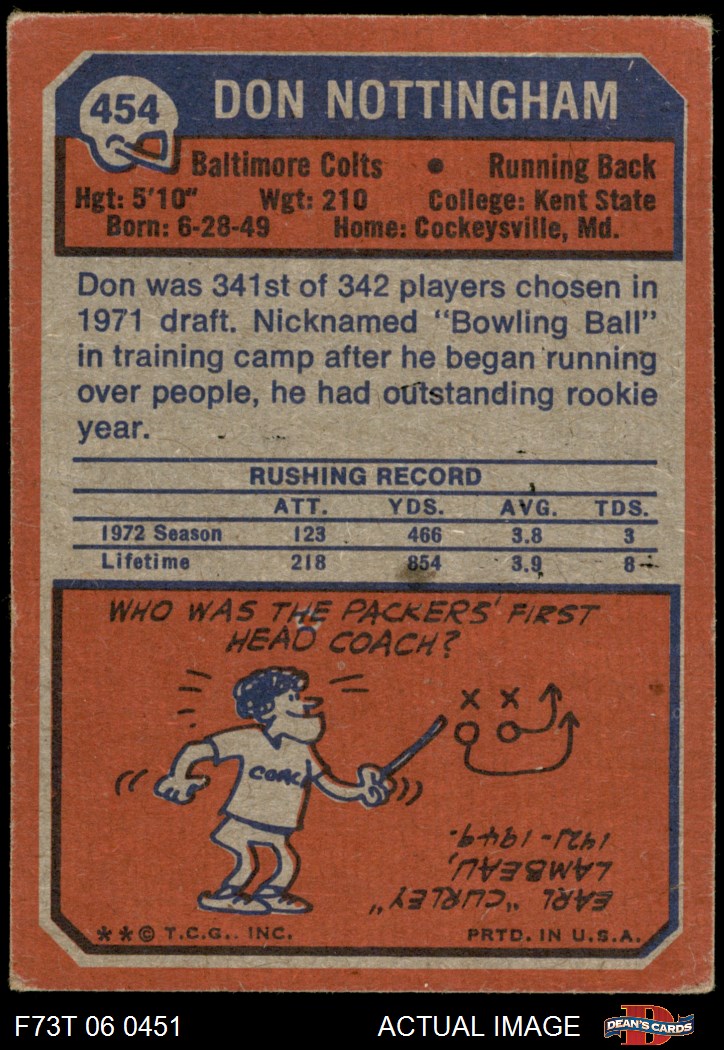 454
DON NOTTINGHAM
Baltimore Colts • Running Back
Hgt: 5'10" Wgt: 210 College: Kent State
Born: 6-28-49 Home: Cockeysville, Md.
Don was 341st of 342 players chosen in
1971 draft. Nicknamed "Bowling Ball"
in training camp after he began running
over people, he had outstanding rookie
year.
RUSHING RECORD
ATT. YDS. AVG. TDS.
1972 Season 123 466 3.8 3
Lifetime 218 854 3.9 8
WHO WAS THE PACKERS' FIRST
HEAD COACH?
COACH
X X
EARL "CURLEY"
LAMBEAU,
1921-1949.
**© T.C.G., INC. PRTD. IN U.S.A.
F73T 06 0451 ACTUAL IMAGE
D
DEAN'S CARDS